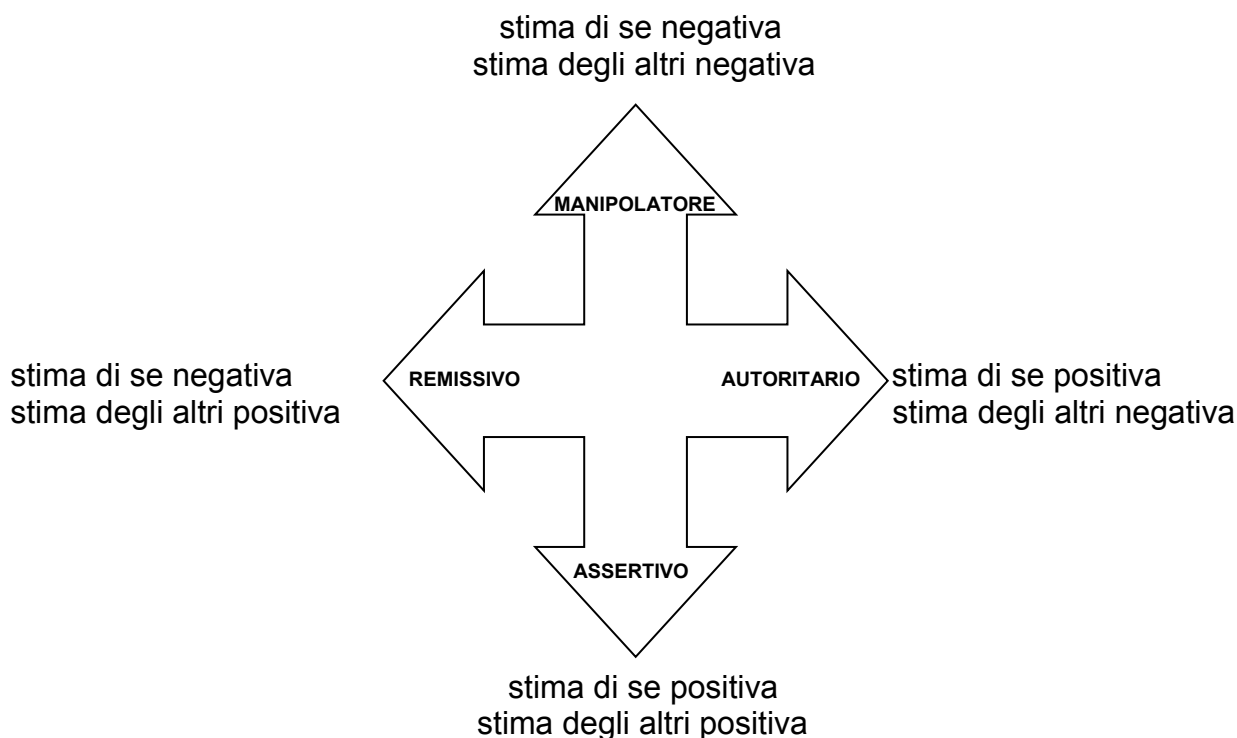 stima di se negativa
stima degli altri negativa
MANIPOLATORE
stima di se negativa
stima degli altri positiva
REMISSIVO
AUTORITARIO
stima di se positiva
stima degli altri negativa
ASSERTIVO
stima di se positiva
stima degli altri positiva